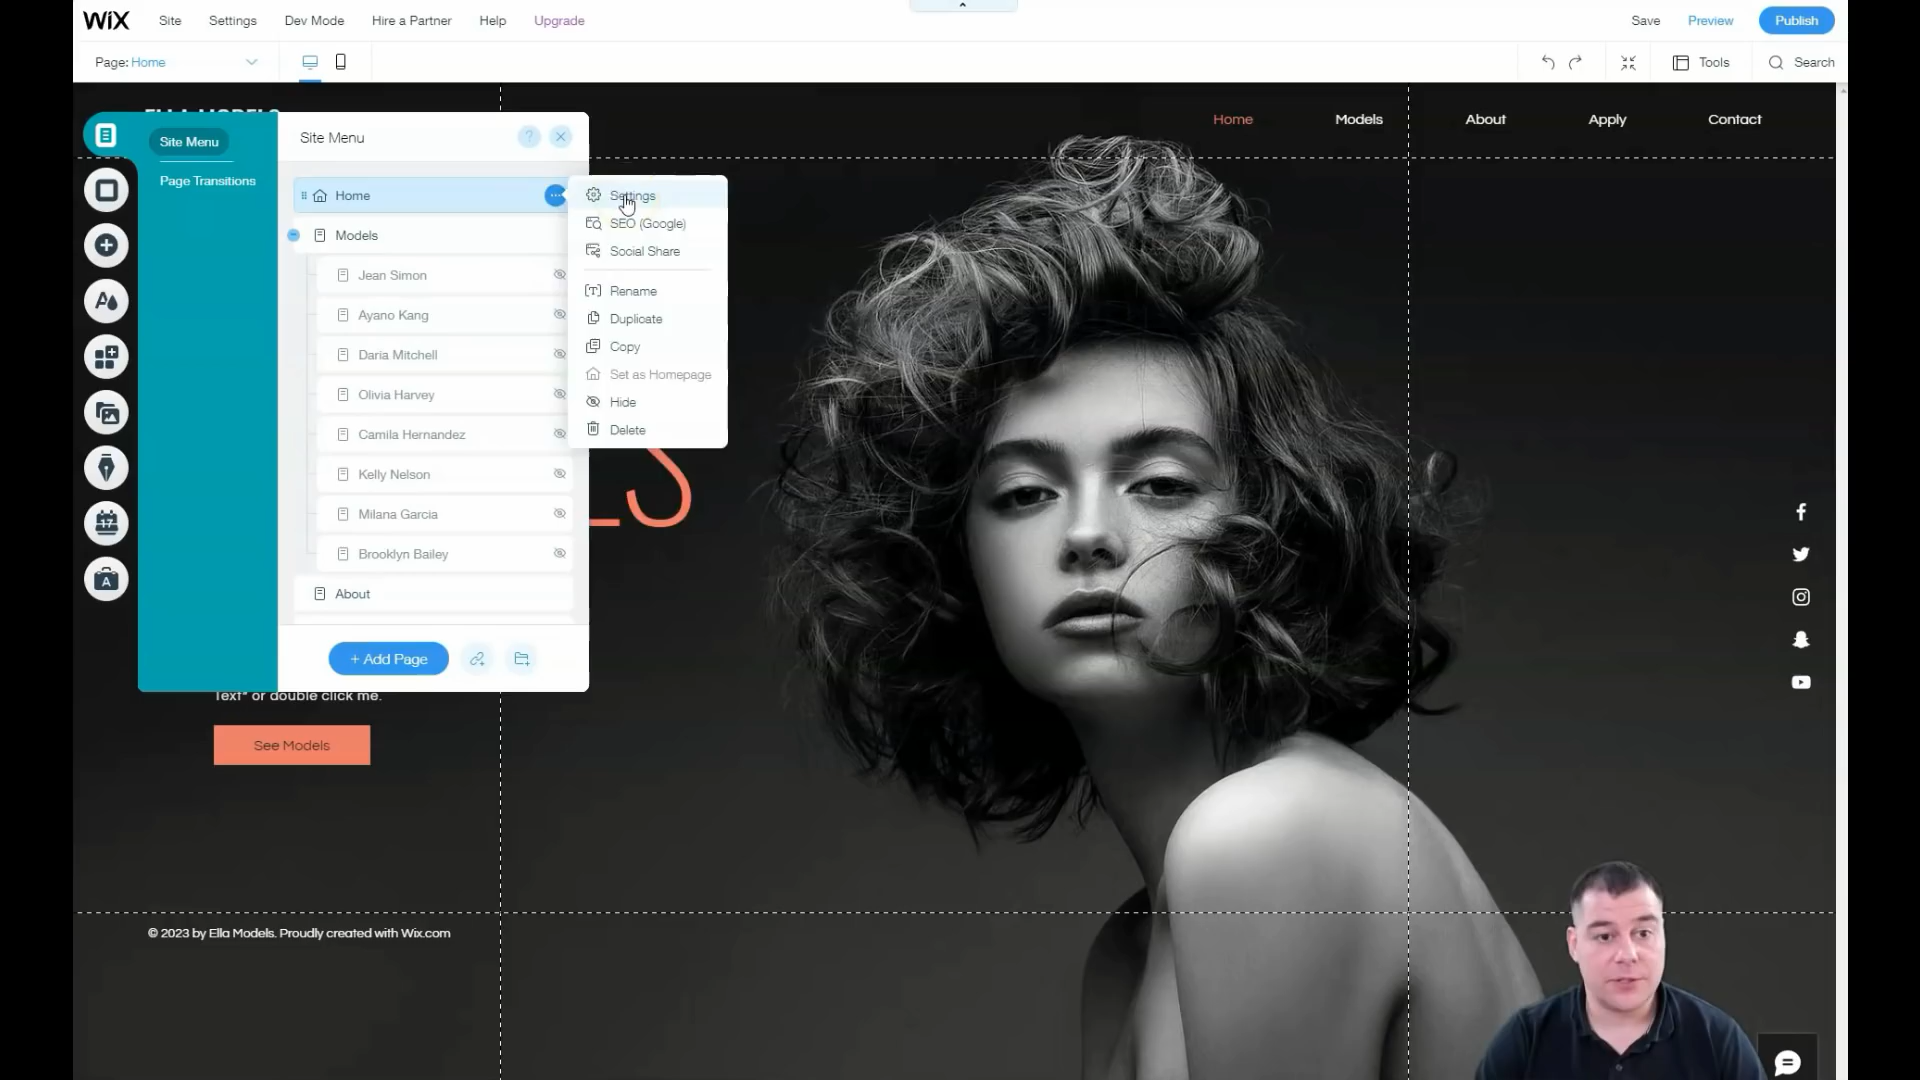 WiX Site Settings Dev Mode Hire a Partner Help Upgrade Save Preview Publish
Page: Home Tools Search
Home Models About Apply Contact
Site Menu
Page Transitions
Site Menu ?
Home
Models
Jean Simon
Ayano Kang
Daria Mitchell
Olivia Harvey
Camila Hernandez
Kelly Nelson
Milana Garcia
Brooklyn Bailey
About
+ Add Page
Settings
SEO (Google)
Social Share
Rename
Duplicate
Copy
Set as Homepage
Hide
Delete
Text" or double click me.
See Models
© 2023 by Ella Models. Proudly created with Wix.com